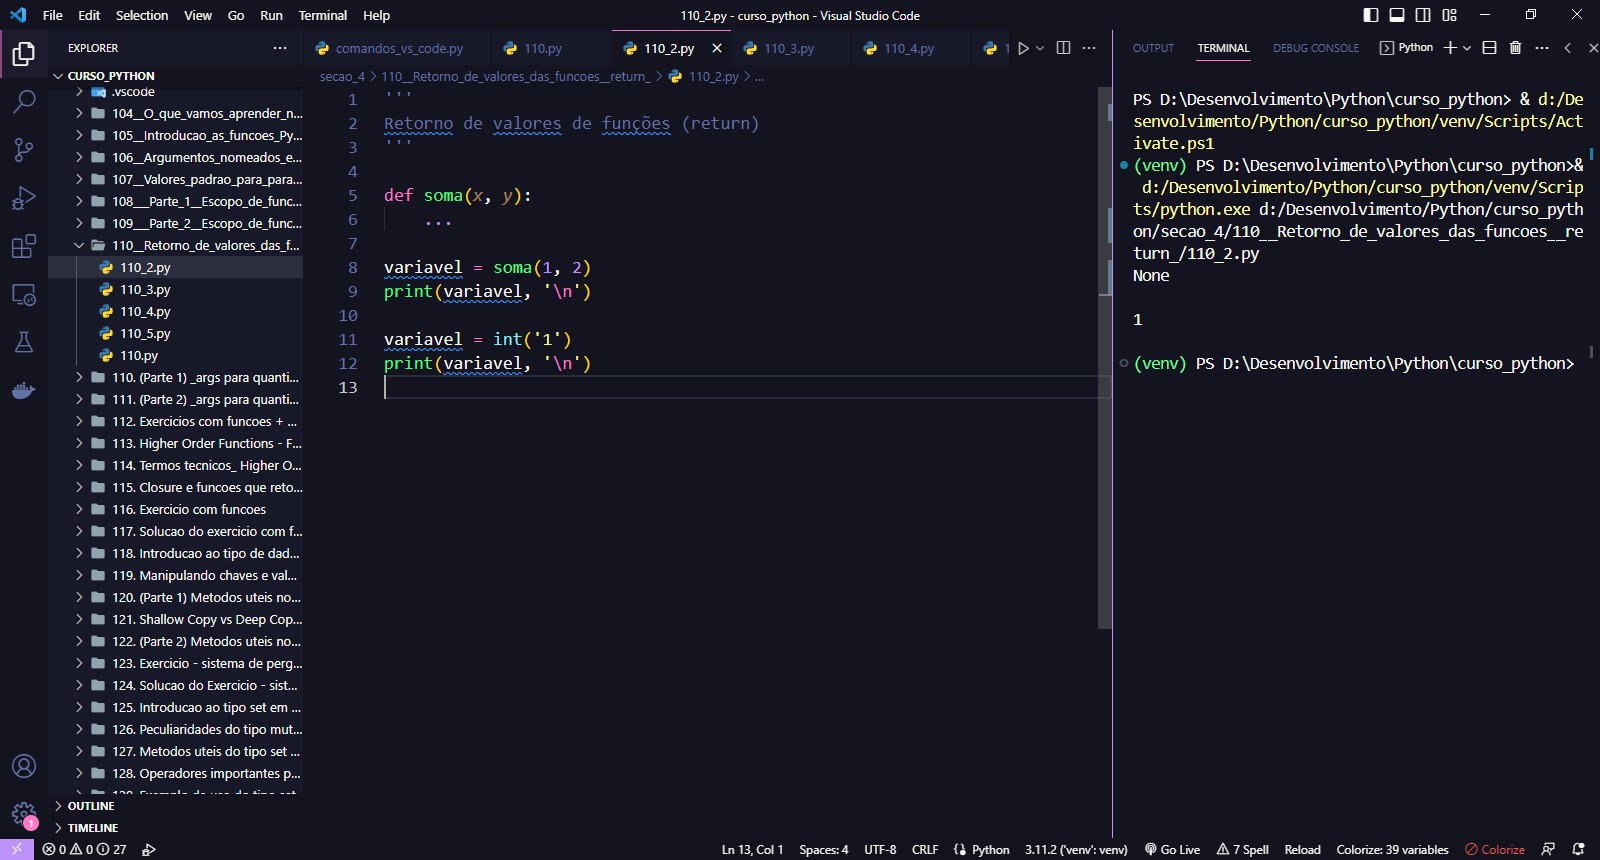 File Edit Selection View Go Run Terminal Help
110_2.py - curso_python - Visual Studio Code
EXPLORER
CURSO_PYTHON
.vscode
104__O_que_vamos_aprender_n...
105__Introducao_as_funcoes_Py...
106__Argumentos_nomeados_e...
107__Valores_padrao_para_para...
108__Parte_1__Escopo_de_func...
109__Parte_2__Escopo_de_func...
110__Retorno_de_valores_das_f...
110_2.py
110_3.py
110_4.py
110_5.py
110.py
110. (Parte 1) _args para quanti...
111. (Parte 2) _args para quanti...
112. Exercicios com funcoes + ...
113. Higher Order Functions - F...
114. Termos tecnicos_ Higher O...
115. Closure e funcoes que reto...
116. Exercicio com funcoes
117. Solucao do exercicio com f...
118. Introducao ao tipo de dad...
119. Manipulando chaves e val...
120. (Parte 1) Metodos uteis no...
121. Shallow Copy vs Deep Cop...
122. (Parte 2) Metodos uteis no...
123. Exercicio - sistema de perg...
124. Solucao do Exercicio - sist...
125. Introducao ao tipo set em ...
126. Peculiaridades do tipo mut...
127. Metodos uteis do tipo set ...
128. Operadores importantes p...
OUTLINE
TIMELINE
comandos_vs_code.py 110.py 110_2.py 110_3.py 110_4.py 1
secao_4 > 110__Retorno_de_valores_das_funcoes__return_ > 110_2.py > ...
1 '''
2 Retorno de valores de funções (return)
3 '''
4
5 def soma(x, y):
6 ...
7
8 variavel = soma(1, 2)
9 print(variavel, '\n')
10
11 variavel = int('1')
12 print(variavel, '\n')
13
OUTPUT TERMINAL DEBUG CONSOLE Python
PS D:\Desenvolvimento\Python\curso_python> & d:/De
senvolvimento/Python/curso_python/venv/Scripts/Act
ivate.ps1
(venv) PS D:\Desenvolvimento\Python\curso_python>&
d:/Desenvolvimento/Python/curso_python/venv/Scrip
ts/python.exe d:/Desenvolvimento/Python/curso_pyth
on/secao_4/110__Retorno_de_valores_das_funcoes__re
turn_/110_2.py
None
1
(venv) PS D:\Desenvolvimento\Python\curso_python>
1
0 0 27 Ln 13, Col 1 Spaces: 4 UTF-8 CRLF Python 3.11.2 ('venv': venv) Go Live 7 Spell Reload Colorize: 39 variables Colorize